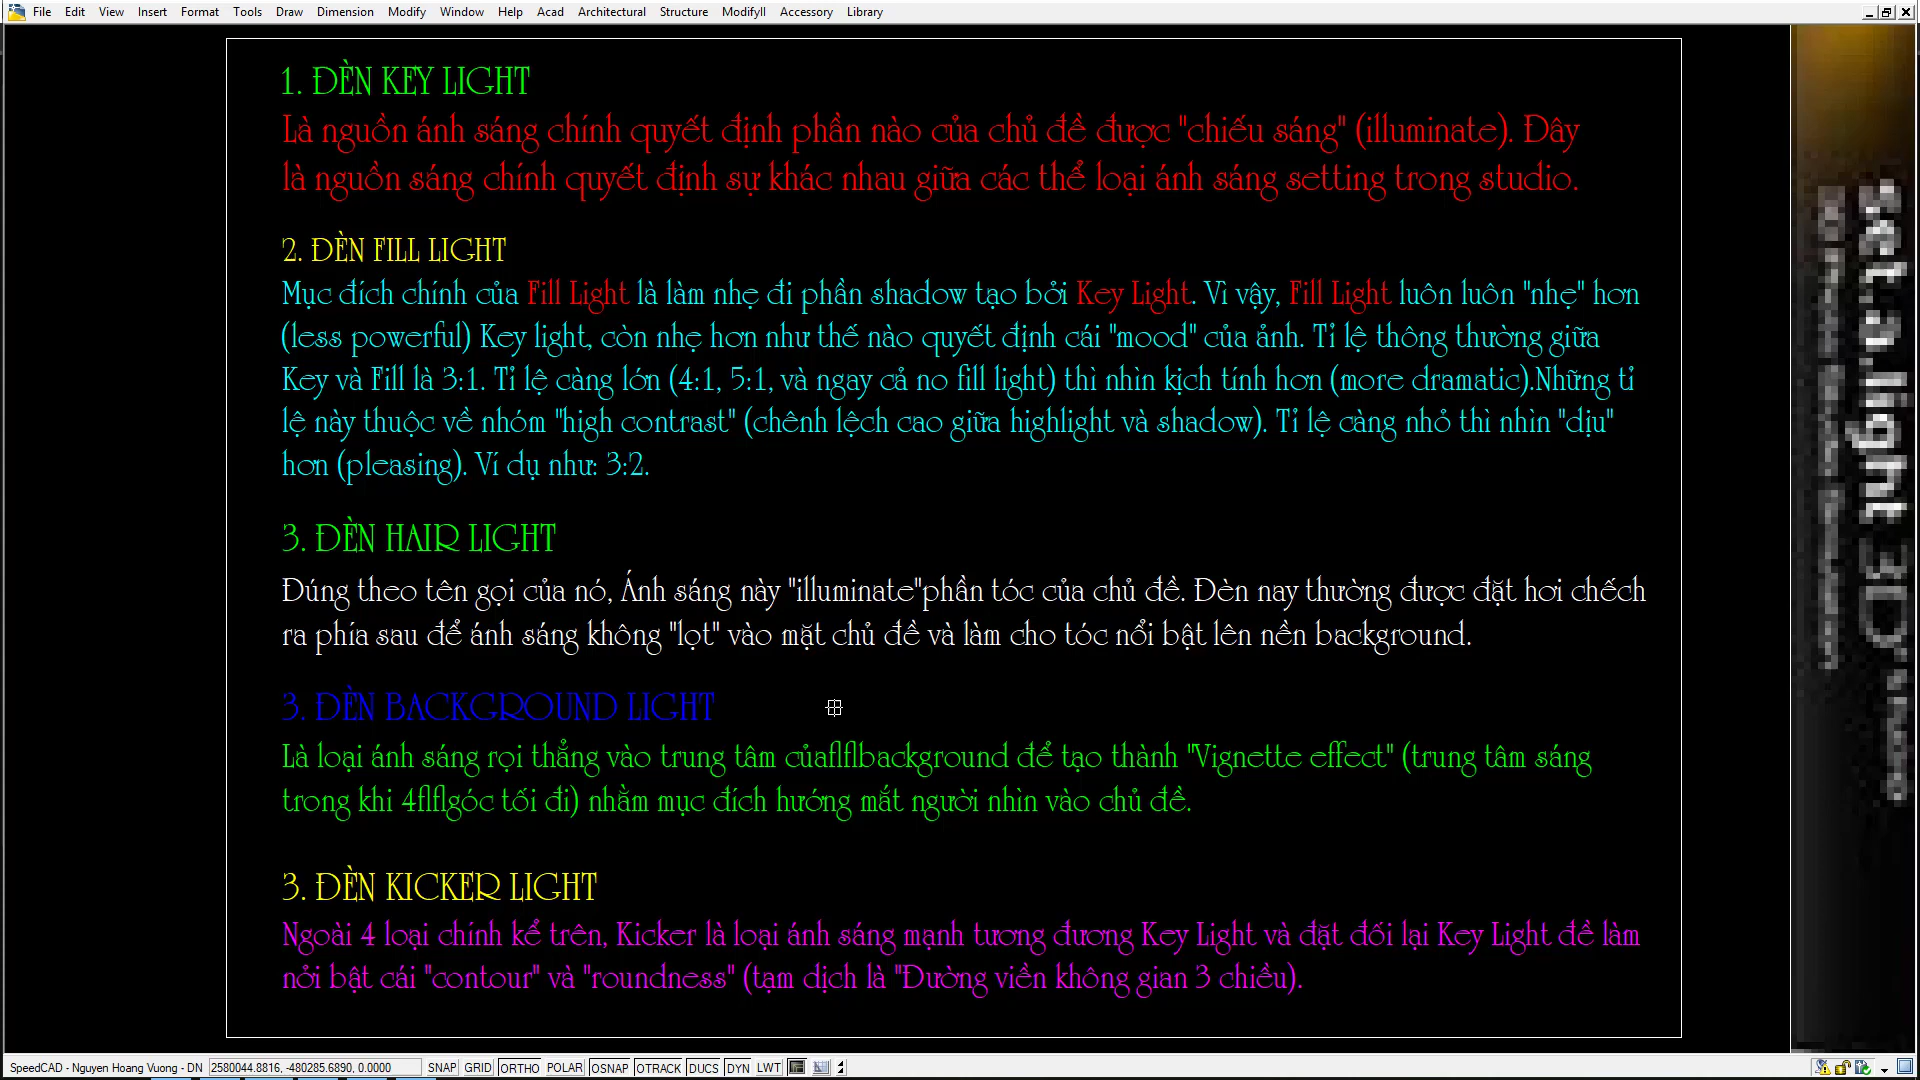 File Edit View Insert Format Tools Draw Dimension Modify Window Help Acad Architectural Structure ModifyII Accessory Library
1. ĐÈN KEY LIGHT
Là nguồn ánh sáng chính quyết định phần nào của chủ đề được "chiếu sáng" (illuminate). Đây
là nguồn sáng chính quyết định sự khác nhau giữa các thể loại ánh sáng setting trong studio.
2. ĐÈN FILL LIGHT
Mục đích chính của Fill Light là làm nhẹ đi phần shadow tạo bởi Key Light. Vì vậy, Fill Light luôn luôn "nhẹ" hơn
(less powerful) Key light, còn nhẹ hơn như thế nào quyết định cái "mood" của ảnh. Tỉ lệ thông thường giữa
Key và Fill là 3:1. Tỉ lệ càng lớn (4:1, 5:1, và ngay cả no fill light) thì nhìn kịch tính hơn (more dramatic).Những tỉ
lệ này thuộc về nhóm "high contrast" (chênh lệch cao giữa highlight và shadow). Tỉ lệ càng nhỏ thì nhìn "dịu"
hơn (pleasing). Ví dụ như: 3:2.
3. ĐÈN HAIR LIGHT
Đúng theo tên gọi của nó, Ánh sáng này "illuminate"phần tóc của chủ đề. Đèn nay thường được đặt hơi chếch
ra phía sau để ánh sáng không "lọt" vào mặt chủ đề và làm cho tóc nổi bật lên nền background.
3. ĐÈN BACKGROUND LIGHT
Là loại ánh sáng rọi thẳng vào trung tâm củaflflbackground để tạo thành "Vignette effect" (trung tâm sáng
trong khi 4flflgóc tối đi) nhằm mục đích hướng mắt người nhìn vào chủ đề.
3. ĐÈN KICKER LIGHT
Ngoài 4 loại chính kể trên, Kicker là loại ánh sáng mạnh tương đương Key Light và đặt đối lại Key Light đề làm
nỏi bật cái "contour" và "roundness" (tạm dịch là "Đường viền không gian 3 chiều).
set.a.light 3D
SpeedCAD - Nguyen Hoang Vuong - DN 2580044.8816, -480285.6890, 0.0000 SNAP GRID ORTHO POLAR OSNAP OTRACK DUCS DYN LWT